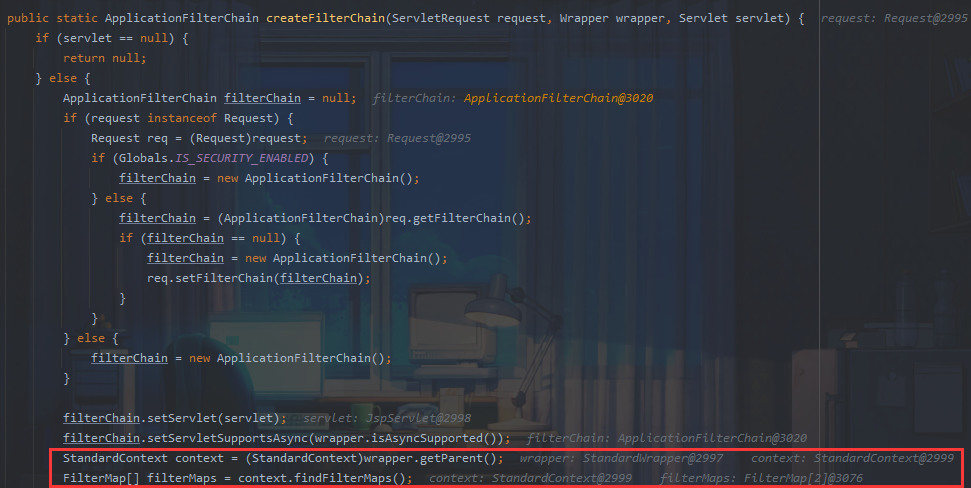 public static ApplicationFilterChain createFilterChain(ServletRequest request, Wrapper wrapper, Servlet servlet) {  request: Request@2995
    if (servlet == null) {
        return null;
    } else {
        ApplicationFilterChain filterChain = null;  filterChain: ApplicationFilterChain@3020
        if (request instanceof Request) {
            Request req = (Request)request;  request: Request@2995
            if (Globals.IS_SECURITY_ENABLED) {
                filterChain = new ApplicationFilterChain();
            } else {
                filterChain = (ApplicationFilterChain)req.getFilterChain();
                if (filterChain == null) {
                    filterChain = new ApplicationFilterChain();
                    req.setFilterChain(filterChain);
                }
            }
        } else {
            filterChain = new ApplicationFilterChain();
        }
        filterChain.setServlet(servlet);  servlet: JspServlet@2998
        filterChain.setServletSupportsAsync(wrapper.isAsyncSupported());  filterChain: ApplicationFilterChain@3020
        StandardContext context = (StandardContext)wrapper.getParent();  wrapper: StandardWrapper@2997    context: StandardContext@2999
        FilterMap[] filterMaps = context.findFilterMaps();  context: StandardContext@2999    filterMaps: FilterMap[2]@3076